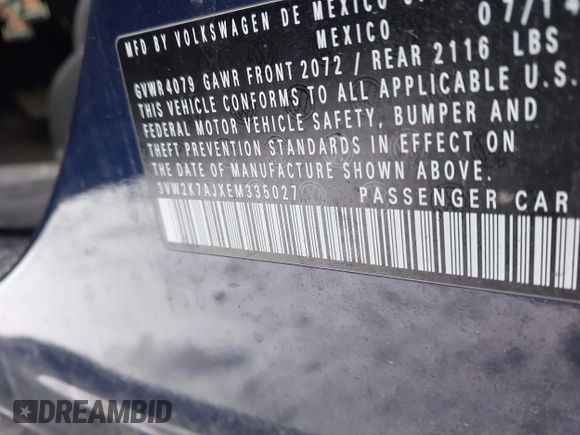 MFD BY VOLKSWAGEN DE MEXICO
07/14
MEXICO
GVWR4079 GAWR FRONT 2072 / REAR 2116 LBS
THIS VEHICLE CONFORMS TO ALL APPLICABLE U.S.
FEDERAL MOTOR VEHICLE SAFETY, BUMPER AND
THEFT PREVENTION STANDARDS IN EFFECT ON
THE DATE OF MANUFACTURE SHOWN ABOVE.
3VW2K7AJXEM335027 PASSENGER CAR
DREAMBID